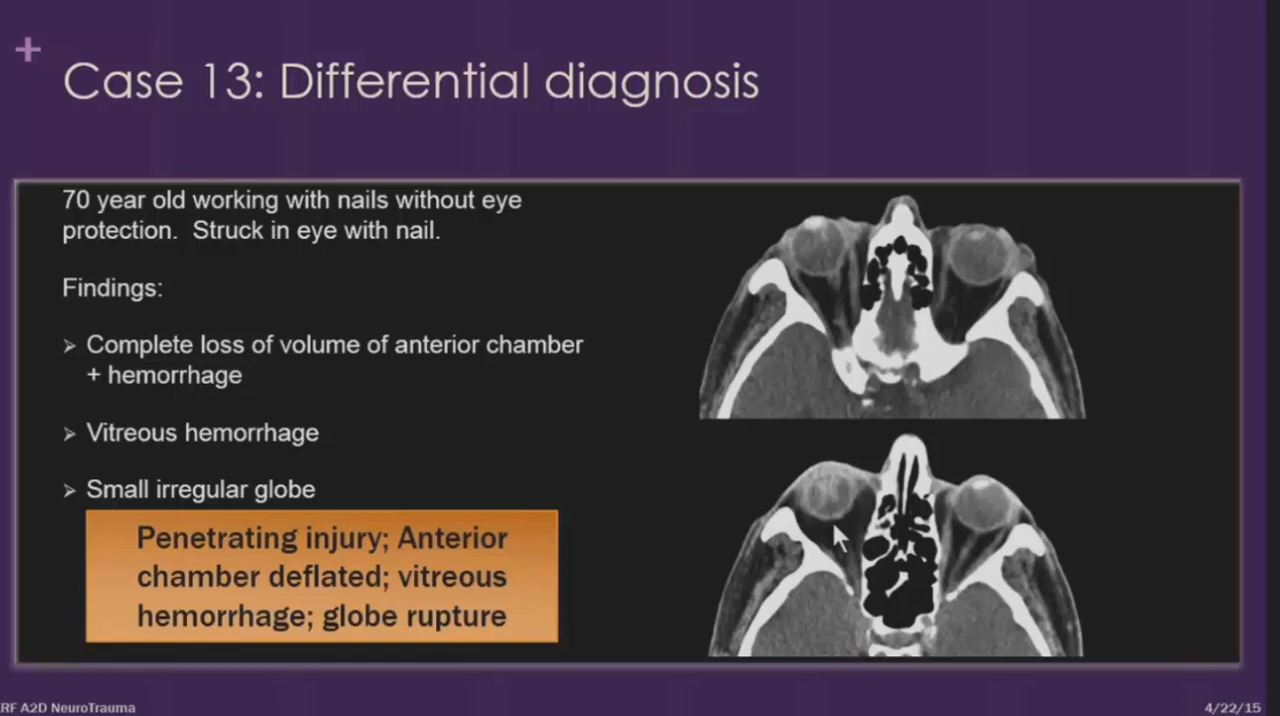 +
Case 13: Differential diagnosis
70 year old working with nails without eye
protection. Struck in eye with nail.
Findings:
➢ Complete loss of volume of anterior chamber
+ hemorrhage
➢ Vitreous hemorrhage
➢ Small irregular globe
Penetrating injury; Anterior
chamber deflated; vitreous
hemorrhage; globe rupture
RF A2D NeuroTrauma
4/22/15